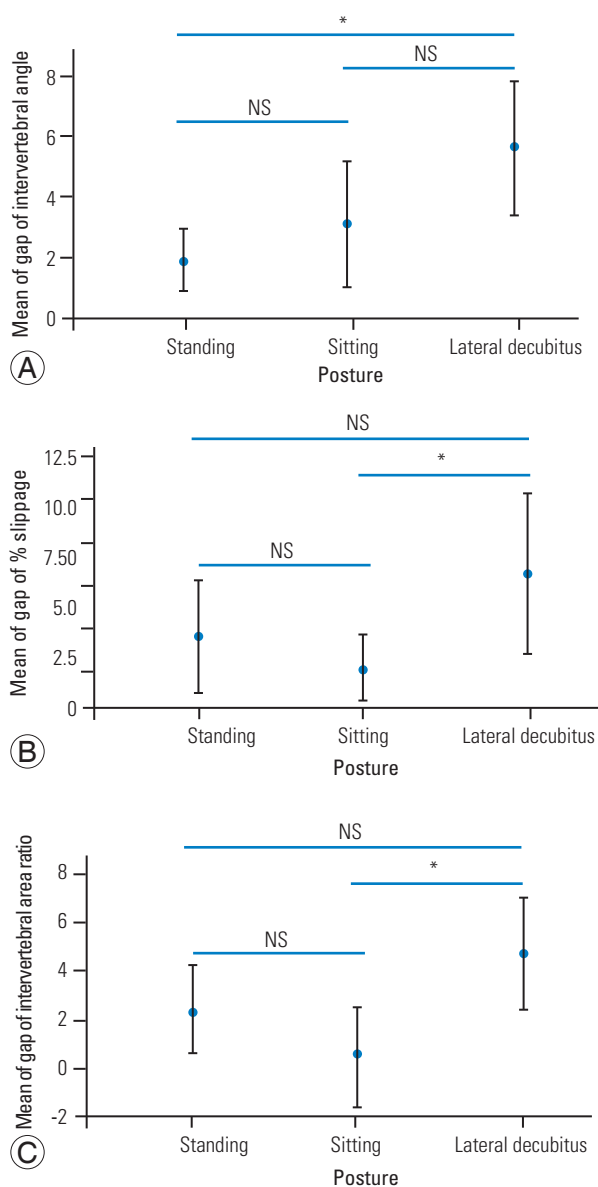 *
8
NS
NS
6
4
2
0
Mean of gap of intervertebral angle
Standing
Sitting
Lateral decubitus
Posture
A
NS
12.5
*
10.0
NS
7.50
5.0
2.5
0
Mean of gap of % slippage
Standing
Sitting
Lateral decubitus
Posture
B
NS
8
*
6
NS
4
2
0
-2
Mean of gap of intervertebral area ratio
Standing
Sitting
Lateral decubitus
Posture
C